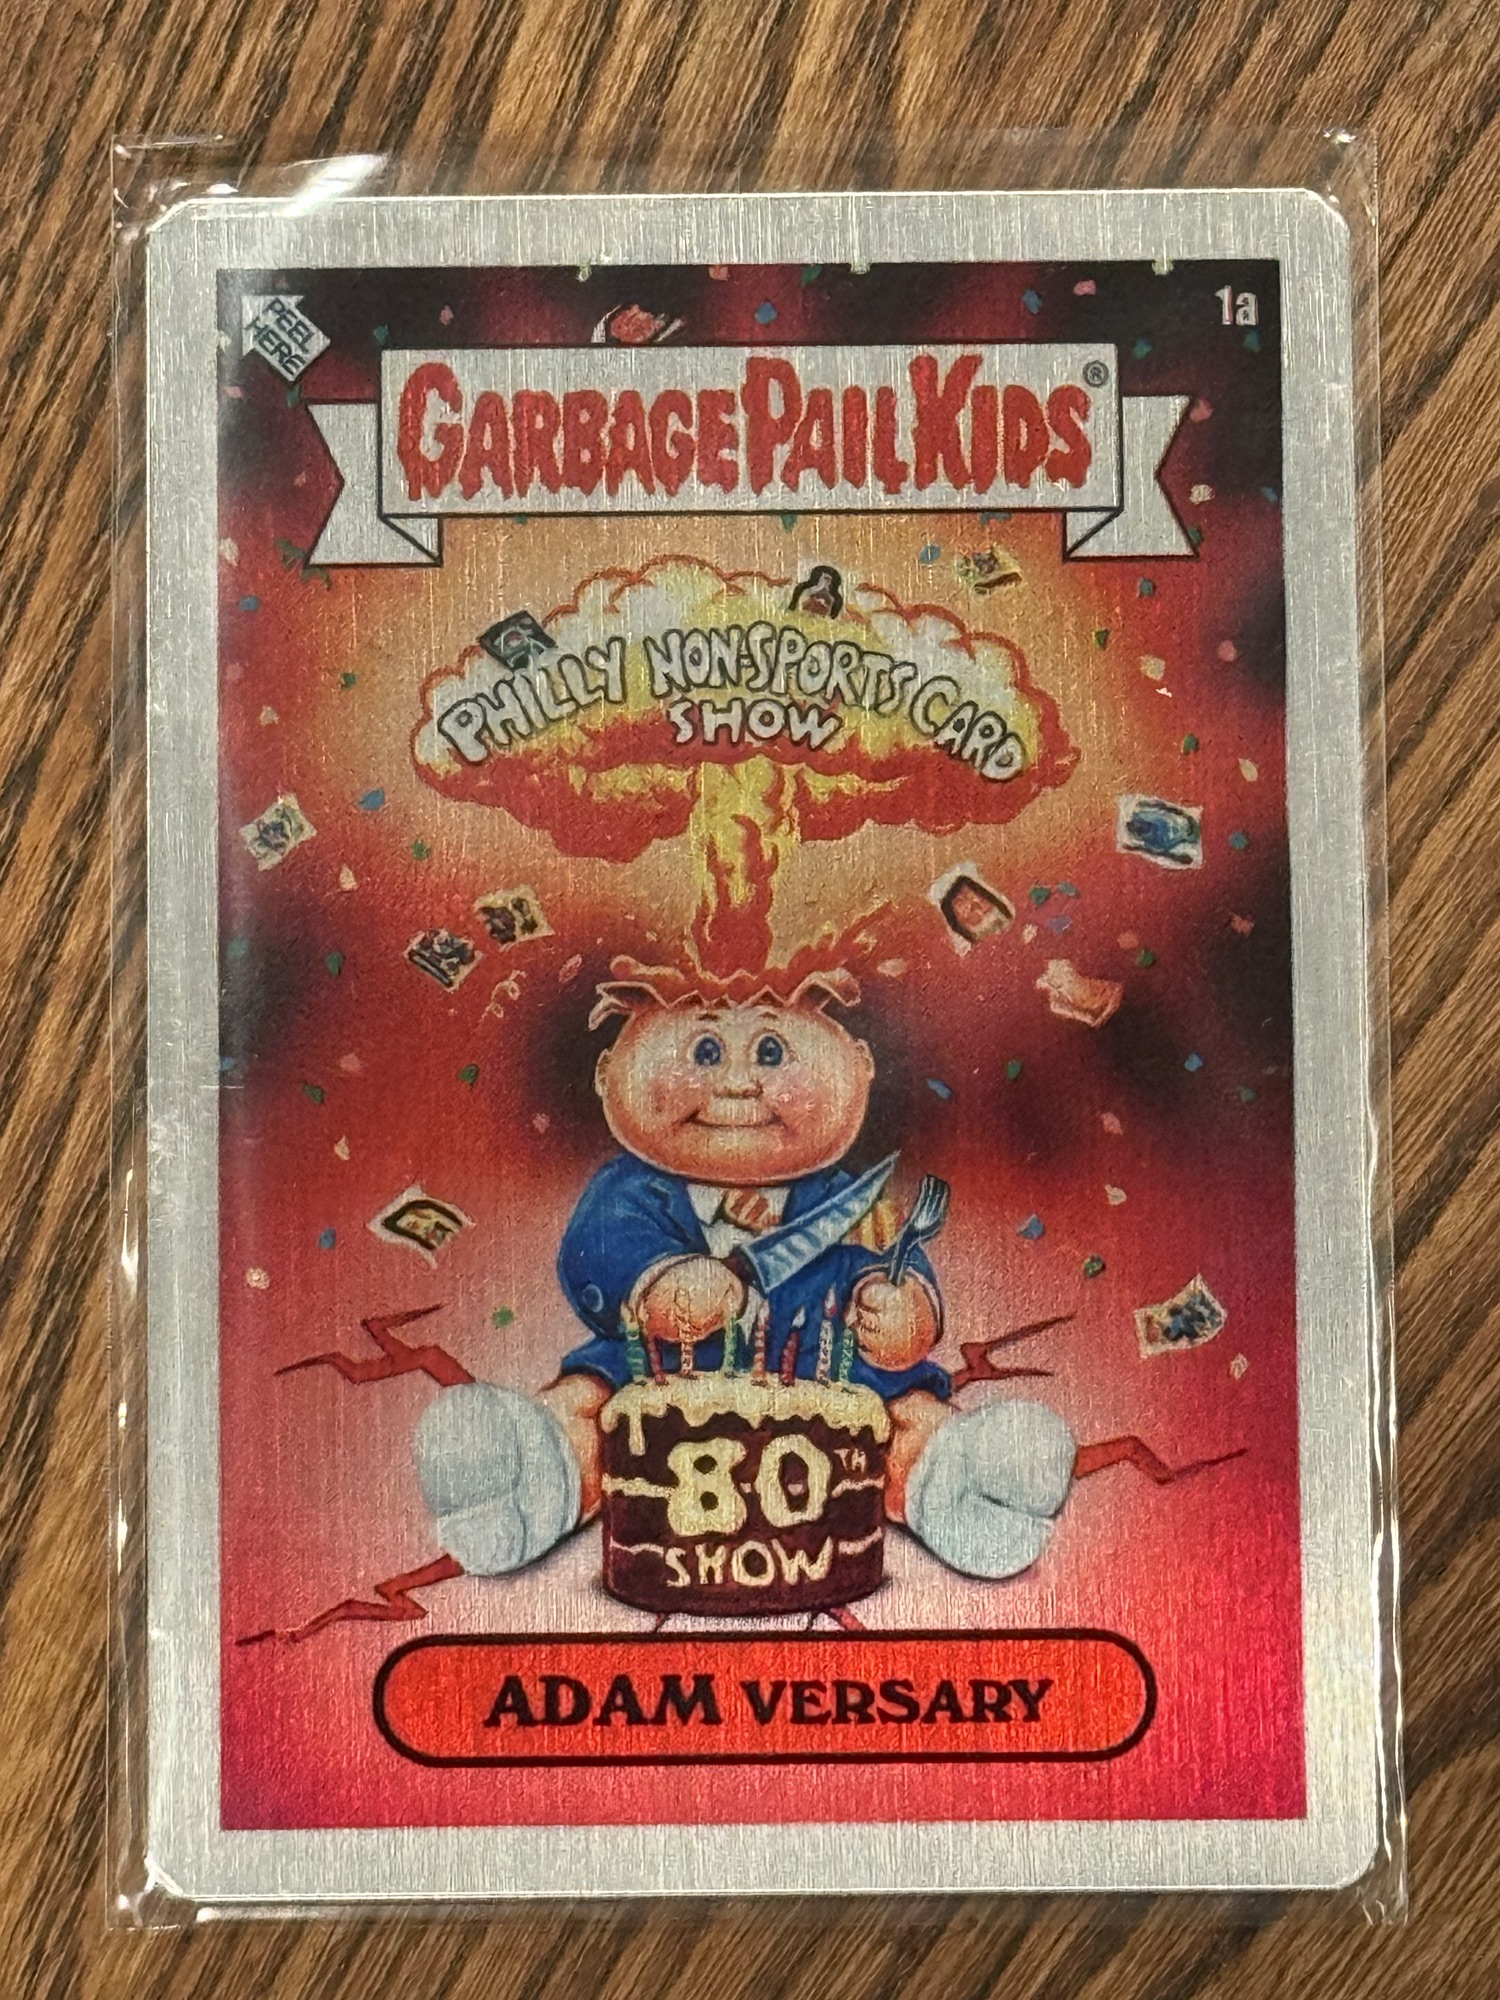 PEEL
HERE
1a
GARBAGE PAIL KIDS®
PHILLY NON-SPORTS CARD
SHOW
80TH
SHOW
ADAM VERSARY